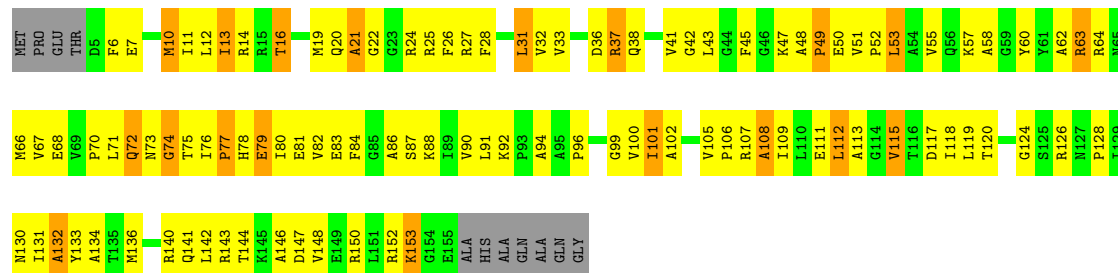 MET PRO GLU THR D5 F6 E7 M10 I11 L12 I13 R14 R15 T16 M19 Q20 A21 G22 G23 R24 R25 F26 R27 F28 L31 V32 V33 D36 R37 Q38 V41 G42 L43 G44 F45 G46 K47 A48 P49 E50 V51 P52 L53 A54 V55 Q56 K57 A58 G59 Y60 Y61 A62 R63 R64 N65
M66 V67 E68 V69 P70 L71 Q72 N73 G74 T75 I76 P77 H78 E79 I80 E81 V82 E83 F84 G85 A86 S87 K88 I89 V90 L91 K92 P93 A94 A95 P96 G99 V100 I101 A102 V105 P106 R107 A108 I109 L110 E111 L112 A113 G114 V115 T116 D117 I118 L119 T120 G124 S125 R126 N127 P128 I129
N130 I131 A132 Y133 A134 T135 M136 R140 Q141 L142 R143 T144 K145 A146 D147 V148 E149 R150 L151 R152 K153 G154 E155 ALA HIS ALA GLN ALA GLN GLY